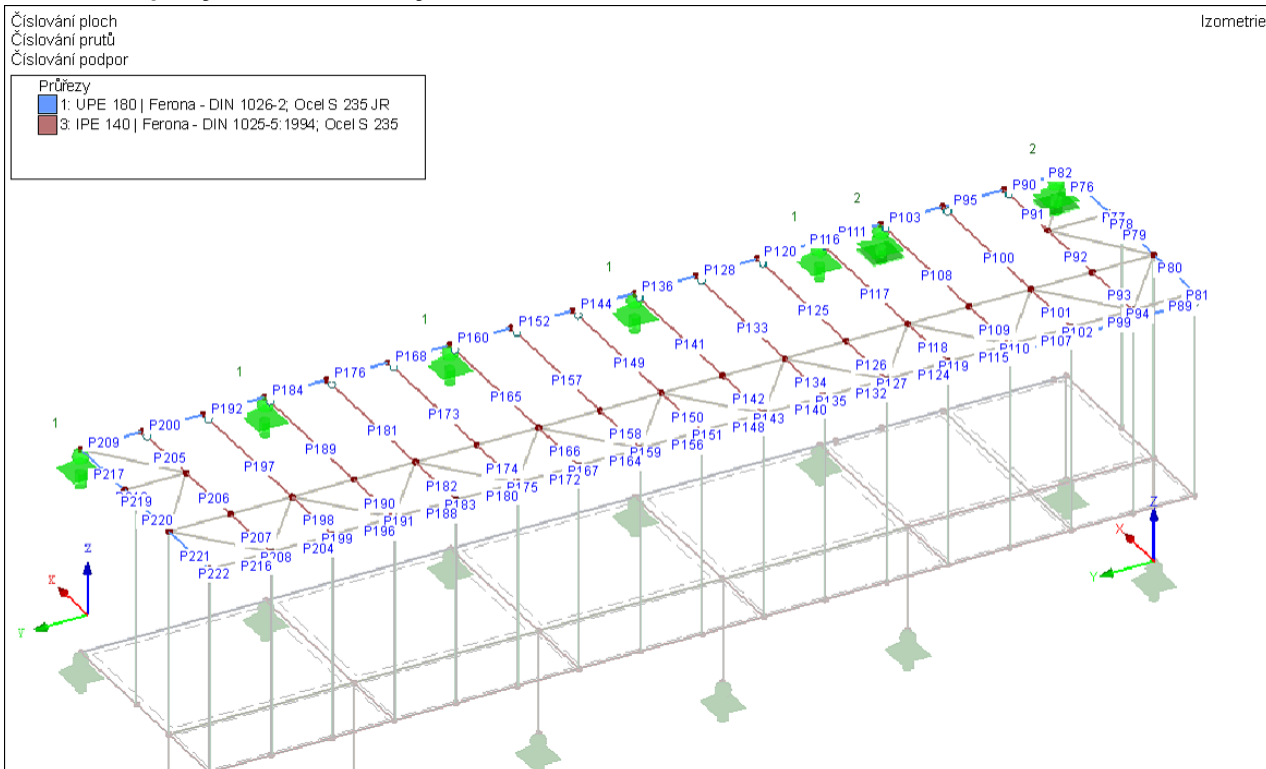 Číslování ploch
Izometrie
Číslování prutů
Číslování podpor
Průřezy
1: UPE 180 | Ferona - DIN 1026-2; Ocel S 235 JR
3: IPE 140 | Ferona - DIN 1025-5:1994; Ocel S 235
2
P82
P90
P76
2
P95
P91
P78
1
P103
P79
P111
P116
P100
P92
P80
1
P120
P108
P93
P81
P128
P117
P101
P94
P89
P136
P125
P109
P102
P99
1
P144
P133
P118
P110
P107
P152
P141
P126
P119
P115
1
P160
P149
P134
P127
P124
P168
P157
P142
P135
P132
1
P176
P165
P150
P143
P140
P184
P173
P158
P151
P148
P192
P181
P166
P159
P156
P200
P189
P174
P167
P164
P209
P197
P182
P175
P172
P217
P205
P190
P183
P180
P219
P206
P198
P191
P188
P220
P207
P199
P196
P221
P208
P204
P222
P216
Z
X
Y
Z
X
Y